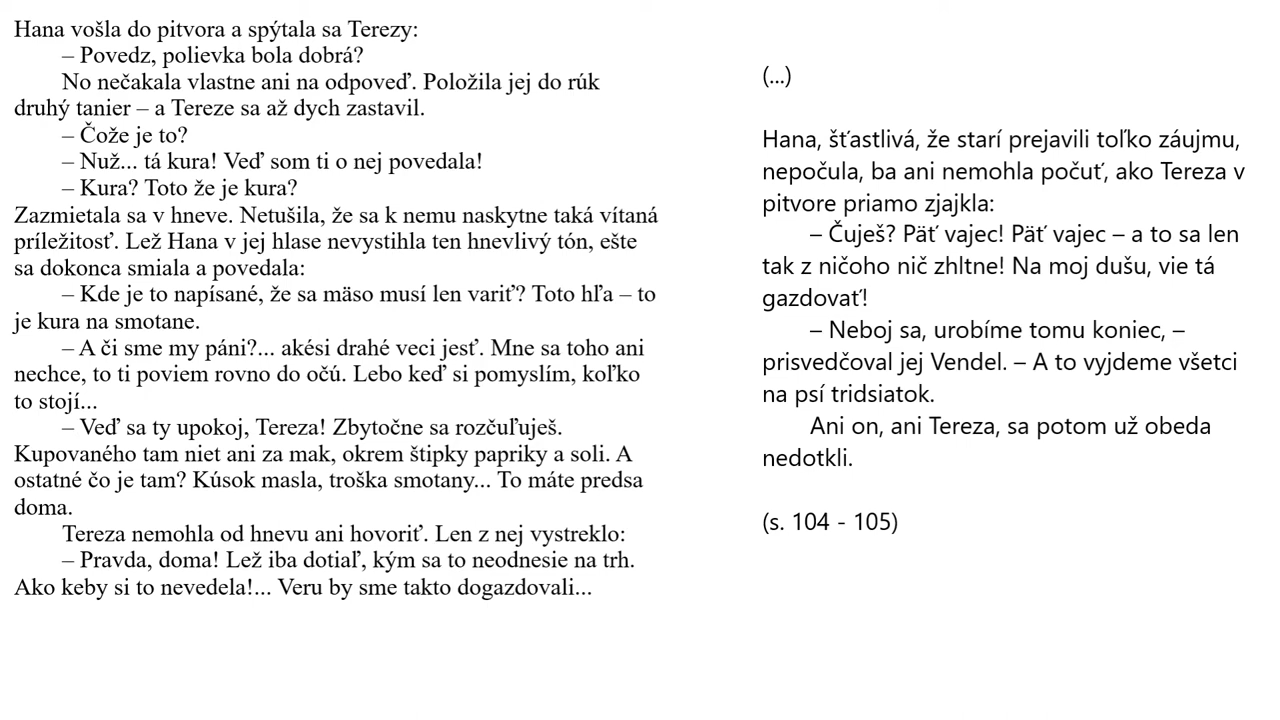 Hana vošla do pitvora a spýtala sa Terezy:
– Povedz, polievka bola dobrá?
No nečakala vlastne ani na odpoveď. Položila jej do rúk
druhý tanier – a Tereze sa až dych zastavil.
– Čože je to?
– Nuž... tá kura! Veď som ti o nej povedala!
– Kura? Toto že je kura?
Zazmietala sa v hneve. Netušila, že sa k nemu naskytne taká vítaná
príležitosť. Lež Hana v jej hlase nevystihla ten hnevlivý tón, ešte
sa dokonca smiala a povedala:
– Kde je to napísané, že sa mäso musí len variť? Toto hľa – to
je kura na smotane.
– A či sme my páni?... akési drahé veci jesť. Mne sa toho ani
nechce, to ti poviem rovno do očú. Lebo keď si pomyslím, koľko
to stojí...
– Veď sa ty upokoj, Tereza! Zbytočne sa rozčuľuješ.
Kupovaného tam niet ani za mak, okrem štipky papriky a soli. A
ostatné čo je tam? Kúsok masla, troška smotany... To máte predsa
doma.
Tereza nemohla od hnevu ani hovoriť. Len z nej vystreklo:
– Pravda, doma! Lež iba dotiaľ, kým sa to neodnesie na trh.
Ako keby si to nevedela!... Veru by sme takto dogazdovali...
(...)
Hana, šťastlivá, že starí prejavili toľko záujmu,
nepočula, ba ani nemohla počuť, ako Tereza v
pitvore priamo zjajkla:
– Čuješ? Päť vajec! Päť vajec – a to sa len
tak z ničoho nič zhltne! Na moj dušu, vie tá
gazdovať!
– Neboj sa, urobíme tomu koniec, –
prisvedčoval jej Vendel. – A to vyjdeme všetci
na psí tridsiatok.
Ani on, ani Tereza, sa potom už obeda
nedotkli.
(s. 104 - 105)